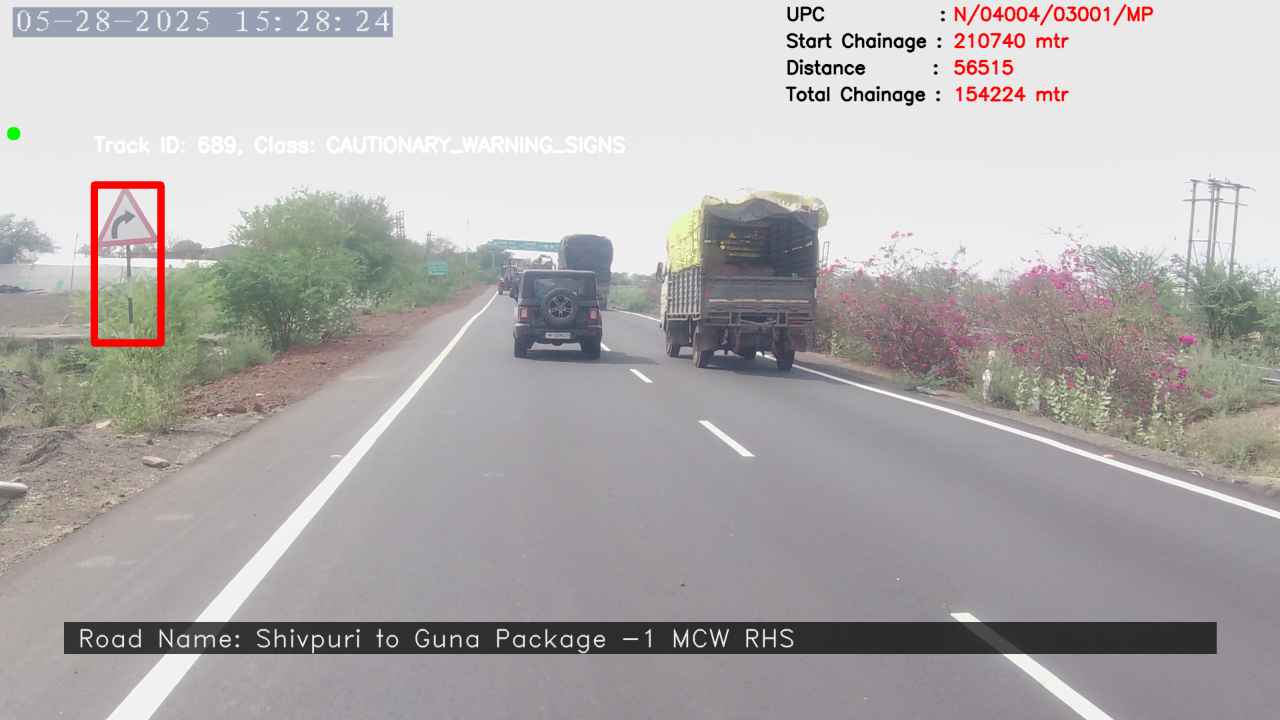 05-28-2025 15:28:24
UPC : N/04004/03001/MP
Start Chainage : 210740 mtr
Distance : 56515
Total Chainage : 154224 mtr
Track ID: 689, Class: CAUTIONARY_WARNING_SIGNS
Road Name: Shivpuri to Guna Package -1 MCW RHS